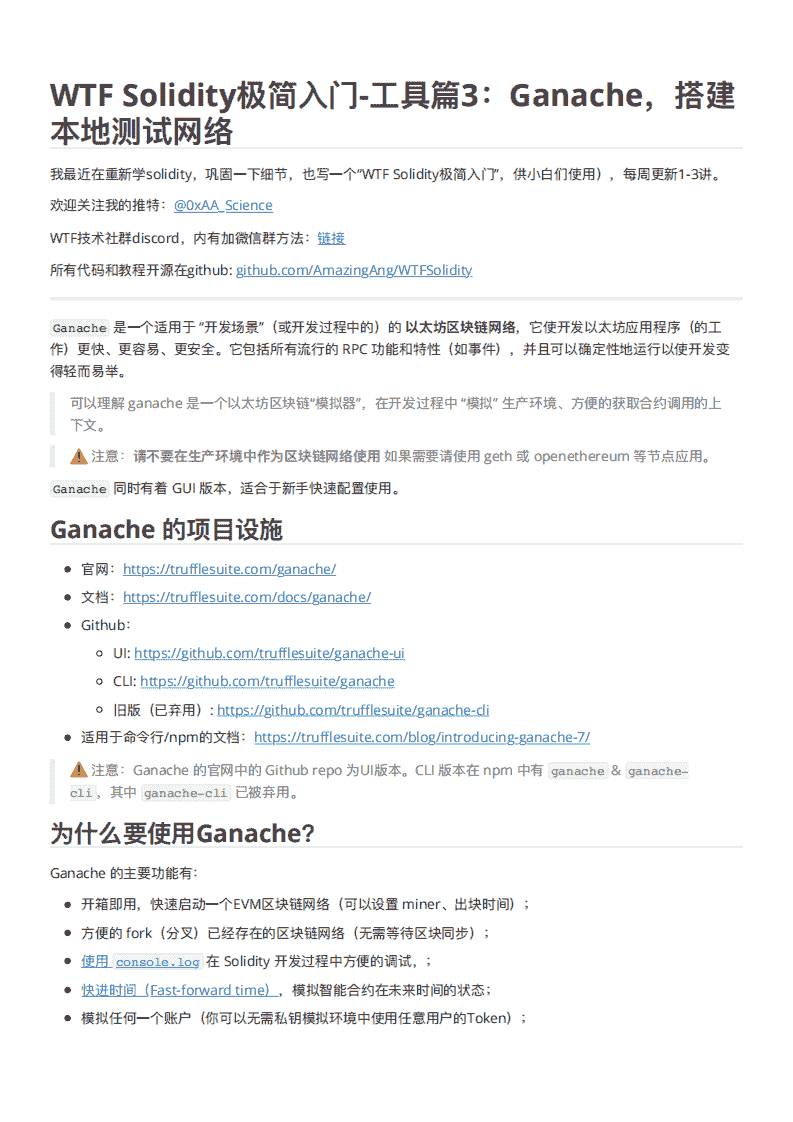 WTF Solidity极简入门-工具篇3：Ganache，搭建
本地测试网络
我最近在重新学solidity，巩固一下细节，也写一个“WTF Solidity极简入门”，供小白们使用），每周更新1-3讲。
欢迎关注我的推特：@0xAA_Science
WTF技术社群discord，内有加微信群方法：链接
所有代码和教程开源在github: github.com/AmazingAng/WTFSolidity
Ganache 是一个适用于 ”开发场景”（或开发过程中的）的 以太坊区块链网络，它使开发以太坊应用程序（的工
作）更快、更容易、更安全。它包括所有流行的 RPC 功能和特性（如事件），并且可以确定性地运行以使开发变
得轻而易举。
可以理解 ganache 是一个以太坊区块链“模拟器”，在开发过程中 “模拟” 生产环境、方便的获取合约调用的上
下文。
⚠ 注意：请不要在生产环境中作为区块链网络使用 如果需要请使用 geth 或 openethereum 等节点应用。
Ganache 同时有着 GUI 版本，适合于新手快速配置使用。
Ganache 的项目设施
官网：https://trufflesuite.com/ganache/
文档：https://trufflesuite.com/docs/ganache/
Github：
UI: https://github.com/trufflesuite/ganache-ui
CLI: https://github.com/trufflesuite/ganache
旧版（已弃用）: https://github.com/trufflesuite/ganache-cli
适用于命令行/npm的文档：https://trufflesuite.com/blog/introducing-ganache-7/
⚠ 注意：Ganache 的官网中的 Github repo 为UI版本。CLI 版本在 npm 中有 ganache & ganache-
cli，其中 ganache-cli 已被弃用。
为什么要使用Ganache？
Ganache 的主要功能有：
开箱即用，快速启动一个EVM区块链网络（可以设置 miner、出块时间）；
方便的 fork（分叉）已经存在的区块链网络（无需等待区块同步）；
使用 console.log 在 Solidity 开发过程中方便的调试，；
快进时间（Fast-forward time），模拟智能合约在未来时间的状态；
模拟任何一个账户（你可以无需私钥模拟环境中使用任意用户的Token）；